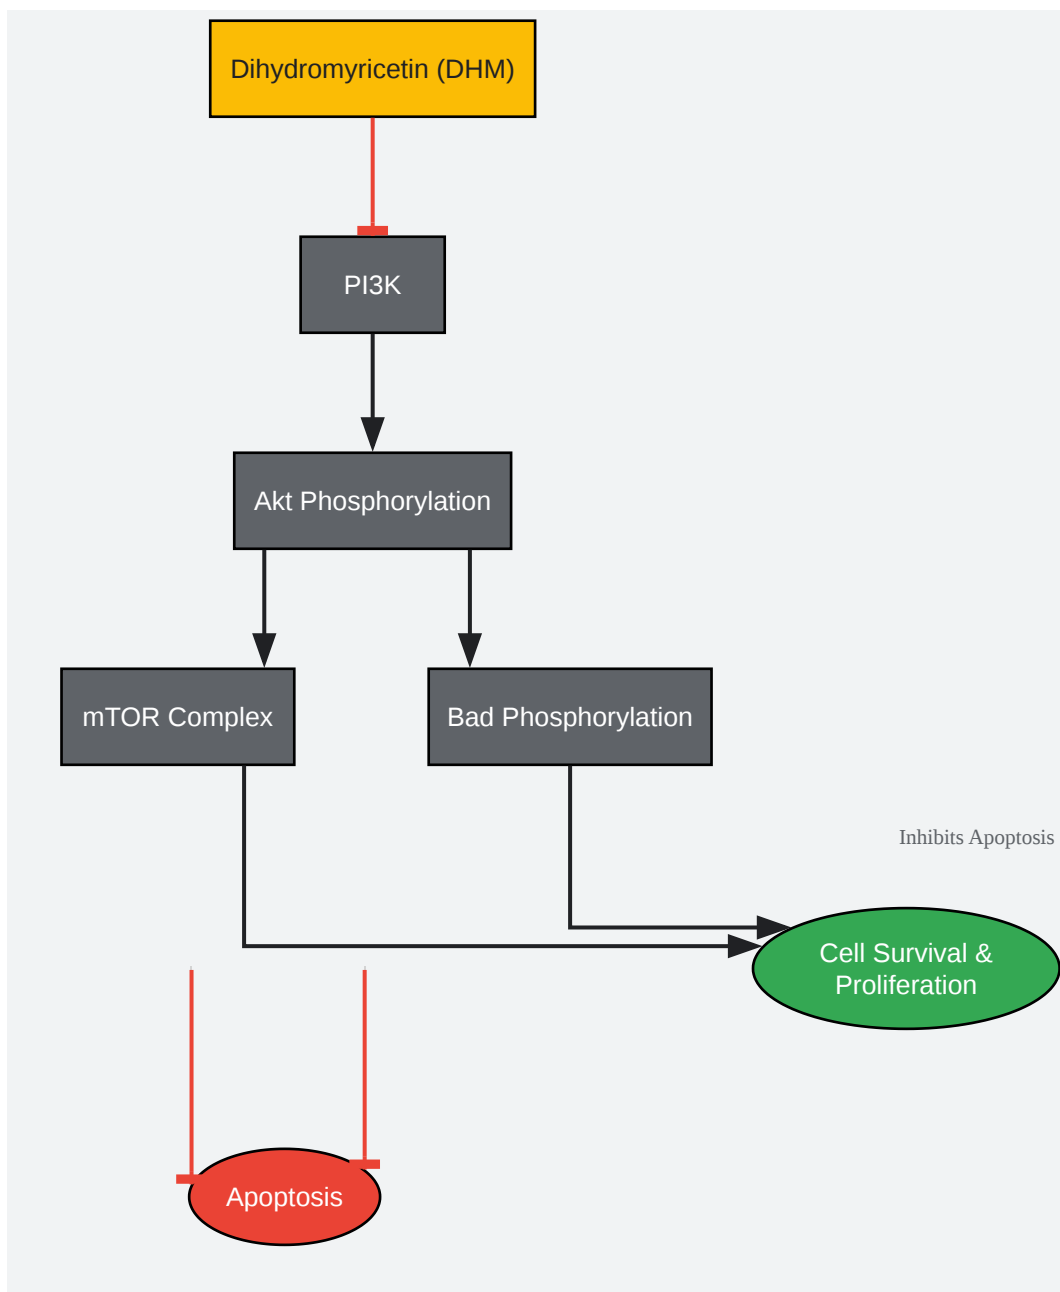 Dihydromyricetin (DHM)
PI3K
Akt Phosphorylation
mTOR Complex
Bad Phosphorylation
Inhibits Apoptosis
Cell Survival &
Proliferation
Apoptosis